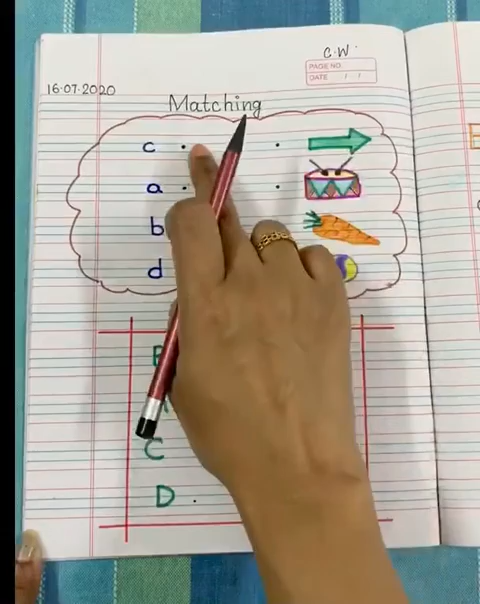 C.W.
PAGE NO.
DATE / /
16-07-2020
Matching
c
a
b
d
C
D